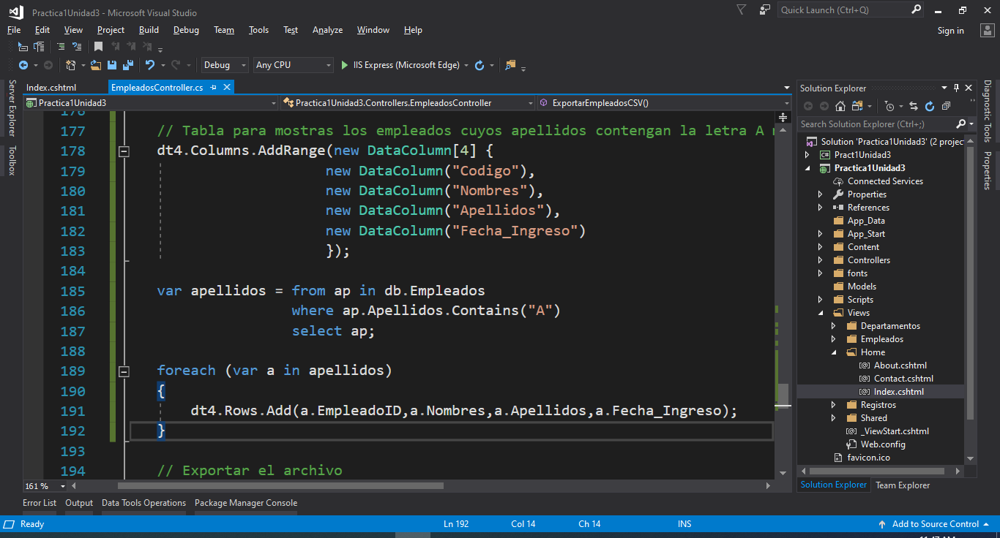 Practica1Unidad3 - Microsoft Visual Studio
Quick Launch (Ctrl+Q)
File Edit View Project Build Debug Team Tools Test Analyze Window Help
Sign in
Debug Any CPU IIS Express (Microsoft Edge)
Server Explorer
Toolbox
Index.cshtml EmpleadosController.cs
Practica1Unidad3 Practica1Unidad3.Controllers.EmpleadosController ExportarEmpleadosCSV()
176
177 // Tabla para mostras los empleados cuyos apellidos contengan la letra A
178 dt4.Columns.AddRange(new DataColumn[4] {
179 new DataColumn("Codigo"),
180 new DataColumn("Nombres"),
181 new DataColumn("Apellidos"),
182 new DataColumn("Fecha_Ingreso")
183 });
184
185 var apellidos = from ap in db.Empleados
186 where ap.Apellidos.Contains("A")
187 select ap;
188
189 foreach (var a in apellidos)
190 {
191 dt4.Rows.Add(a.EmpleadoID,a.Nombres,a.Apellidos,a.Fecha_Ingreso);
192 }
193
194 // Exportar el archivo
161 %
Solution Explorer
Search Solution Explorer (Ctrl+;)
Solution 'Practica1Unidad3' (2 projec
Pract1Unidad3
Practica1Unidad3
Connected Services
Properties
References
App_Data
App_Start
Content
Controllers
fonts
Models
Scripts
Views
Departamentos
Empleados
Home
About.cshtml
Contact.cshtml
Index.cshtml
Registros
Shared
_ViewStart.cshtml
Web.config
favicon.ico
Solution Explorer Team Explorer
Diagnostic Tools
Properties
Error List Output Data Tools Operations Package Manager Console
Ready Ln 192 Col 14 Ch 14 INS Add to Source Control